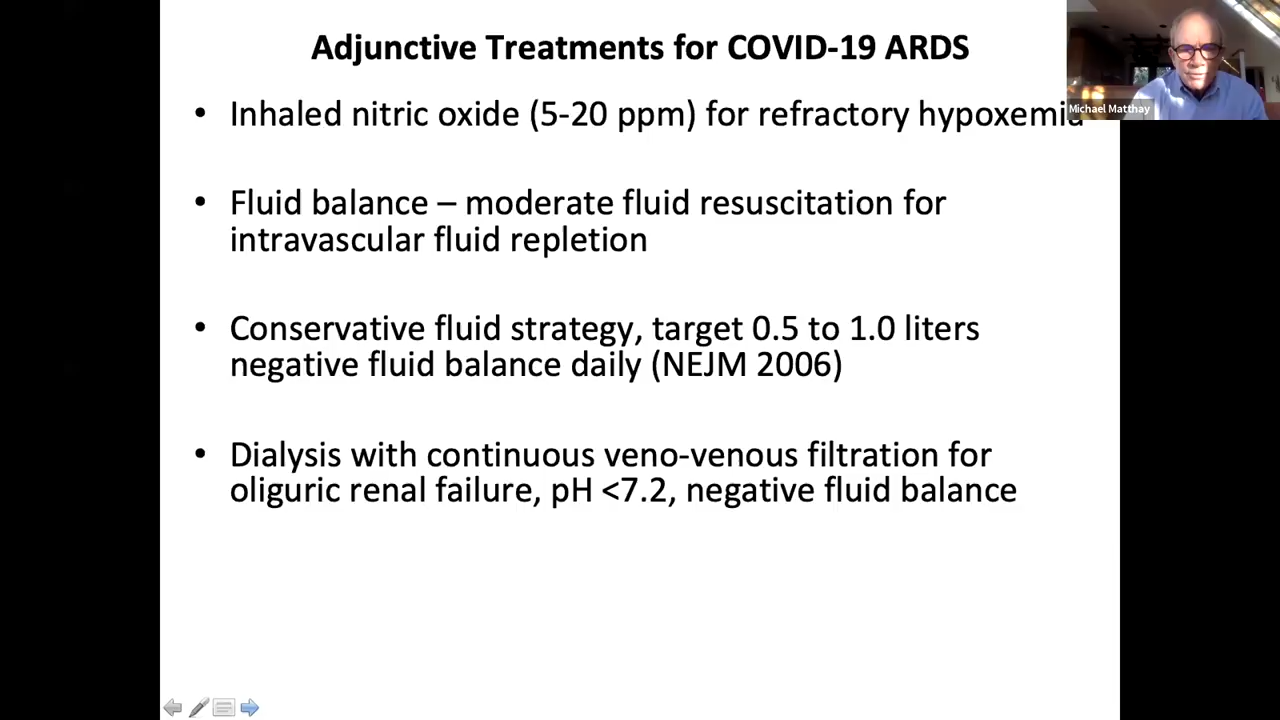 Adjunctive Treatments for COVID-19 ARDS
Michael Matthay
• Inhaled nitric oxide (5-20 ppm) for refractory hypoxemia
• Fluid balance – moderate fluid resuscitation for
intravascular fluid repletion
• Conservative fluid strategy, target 0.5 to 1.0 liters
negative fluid balance daily (NEJM 2006)
• Dialysis with continuous veno-venous filtration for
oliguric renal failure, pH <7.2, negative fluid balance